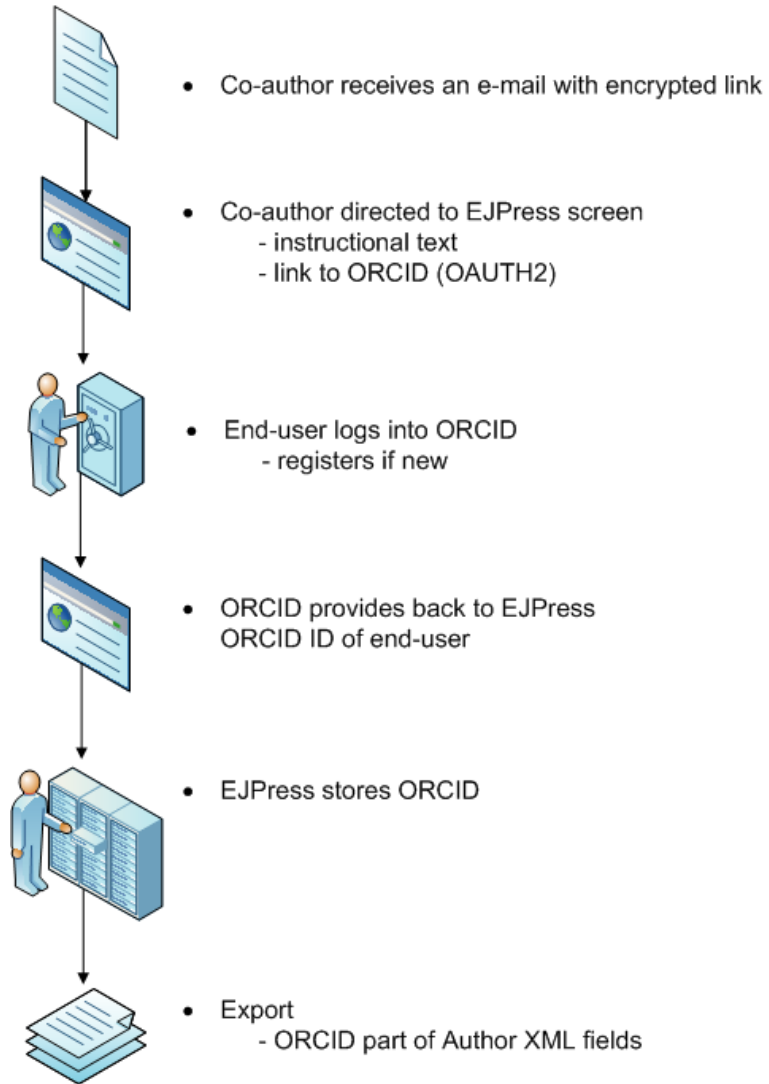 • Co-author receives an e-mail with encrypted link
• Co-author directed to EJPress screen
- instructional text
- link to ORCID (OAUTH2)
• End-user logs into ORCID
- registers if new
• ORCID provides back to EJPress
ORCID ID of end-user
• EJPress stores ORCID
• Export
- ORCID part of Author XML fields